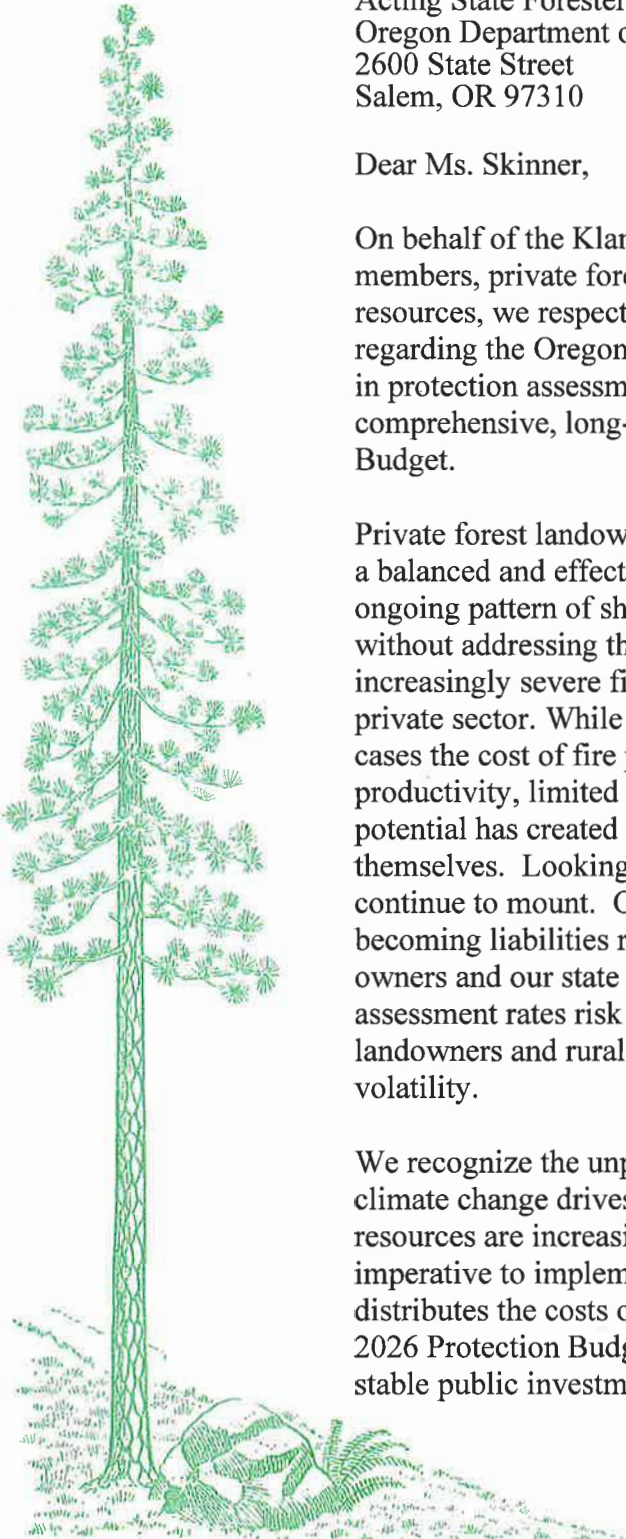 Acting State Forester
Oregon Department o
2600 State Street
Salem, OR 97310
Dear Ms. Skinner,
On behalf of the Klar
members, private fore
resources, we respect
regarding the Oregon
in protection assessm
comprehensive, long-
Budget.
Private forest landow
a balanced and effect
ongoing pattern of sh
without addressing th
increasingly severe fi
private sector. While
cases the cost of fire p
productivity, limited
potential has created
themselves. Looking
continue to mount. O
becoming liabilities r
owners and our state
assessment rates risk
landowners and rural
volatility.
We recognize the unp
climate change drives
resources are increasi
imperative to implem
distributes the costs o
2026 Protection Budg
stable public investm